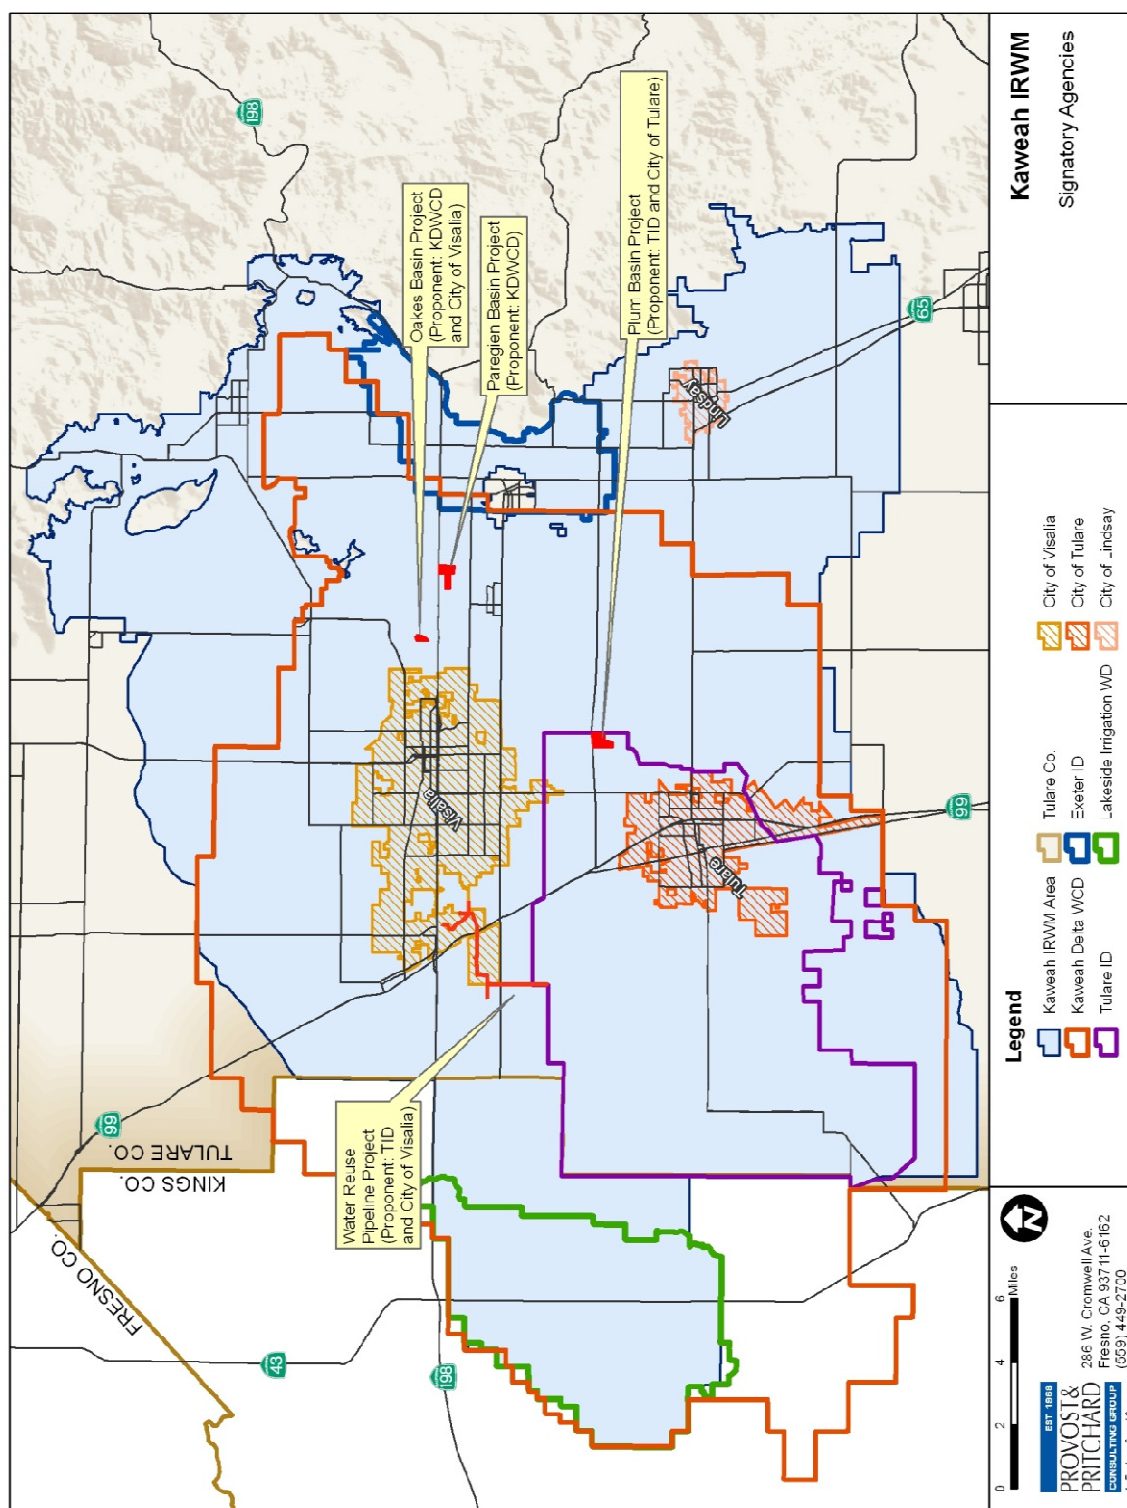 Kaweah IRWM
Signatory Agencies
198
Oakes Basin Project
(Proponent: KDWCD
and City of Visalia)
Paregien Basin Project
(Proponent: KDWCD)
Plum Basin Project
(Proponent: TID and City of Tulare)
Water Reuse
Pipeline Project
(Proponent: TID
and City of Visalia)
65
Lindsay
Visalia
Tulare
99
99
TULARE CO.
KINGS CO.
FRESNO CO.
43
198
Legend
Kaweah IRWM Area
Kaweah Delta WCD
Tulare ID
Tulare Co.
Exeter ID
Lakeside Irrigation WD
City of Visalia
City of Tulare
City of Lindsay
N
0 2 4 6
Miles
EST 1968
PROVOST&
PRITCHARD
CONSULTING GROUP
286 W. Cromwell Ave.
Fresno, CA 93711-6162
(559) 449-2700